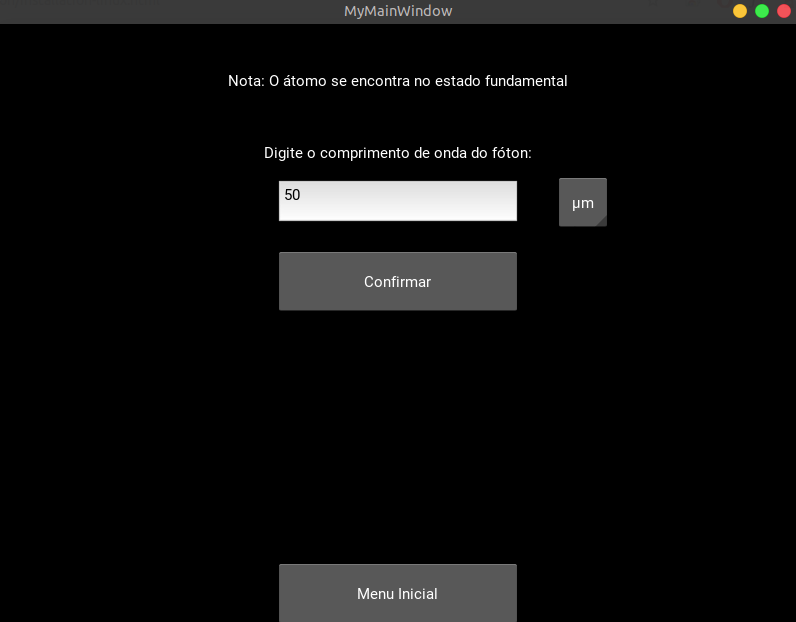 MyMainWindow
Nota: O átomo se encontra no estado fundamental
Digite o comprimento de onda do fóton:
50
µm
Confirmar
Menu Inicial